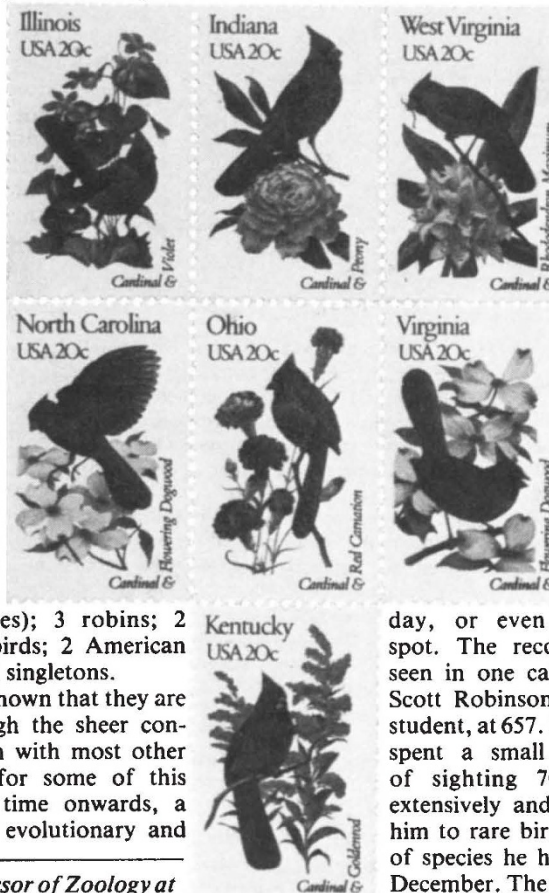 Illinois
USA 20c
Cardinal &
Violet
Indiana
USA 20c
Cardinal &
Peony
West Virginia
USA 20c
Cardinal &
Rhododendron Maximum
North Carolina
USA 20c
Cardinal &
Flowering Dogwood
Ohio
USA 20c
Cardinal &
Red Carnation
Virginia
USA 20c
Cardinal &
Flowering Dogwood
Kentucky
USA 20c
Cardinal &
Goldenrod
es); 3 robins; 2
birds; 2 American
singletons.
nown that they are
gh the sheer con-
n with most other
for some of this
time onwards, a
evolutionary and
sor of Zoology at
day, or even
spot. The reco
seen in one ca
Scott Robinson
student, at 657.
spent a small
of sighting 70
extensively and
him to rare bir
of species he h
December. The